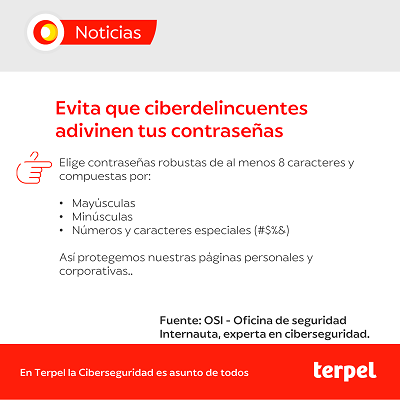 Noticias
Evita que ciberdelincuentes
adivinen tus contraseñas
Elige contraseñas robustas de al menos 8 caracteres y
compuestas por:
• Mayúsculas
• Minúsculas
• Números y caracteres especiales (#$%&)
Así protegemos nuestras páginas personales y
corporativas..
Fuente: OSI - Oficina de seguridad
Internauta, experta en ciberseguridad.
En Terpel la Ciberseguridad es asunto de todos
terpel